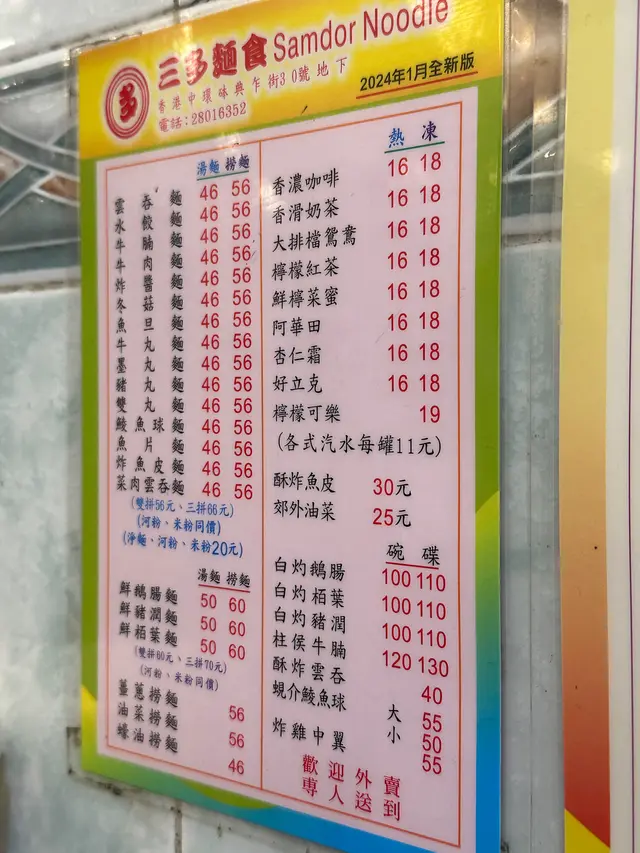 三多麵食 Samdor Noodle
香港中環砵典乍街30號地下
電話：28016352
2024年1月全新版
湯麵 撈麵
雲吞麵 46 56
水餃麵 46 56
牛腩麵 46 56
牛肉麵 46 56
炸醬麵 46 56
冬菇麵 46 56
魚旦麵 46 56
牛丸麵 46 56
墨丸麵 46 56
豬丸麵 46 56
雙丸麵 46 56
鯪魚球麵 46 56
魚片麵 46 56
炸魚皮麵 46 56
菜肉雲吞麵 46 56
(雙拼56元、三拼66元)
(河粉、米粉同價)
(淨麵、河粉、米粉20元)
湯麵 撈麵
鮮鵝腸麵 50 60
鮮豬潤麵 50 60
鮮栢葉麵 50 60
(雙拼60元、三拼70元)
(河粉、米粉同價)
薑蔥撈麵 56
油菜撈麵 56
蠔油撈麵 46
熱 凍
香濃咖啡 16 18
香滑奶茶 16 18
大排檔鴛鴦 16 18
檸檬紅茶 16 18
鮮檸菜蜜 16 18
阿華田 16 18
杏仁霜 16 18
好立克 16 18
檸檬可樂 19
(各式汽水每罐11元)
酥炸魚皮 30元
郊外油菜 25元
碗 碟
白灼鵝腸 100 110
白灼栢葉 100 110
白灼豬潤 100 110
柱侯牛腩 120 130
酥炸雲吞 40
蜆介鯪魚球 大 55
小 50
炸雞中翼 55
歡迎外賣
專人送到